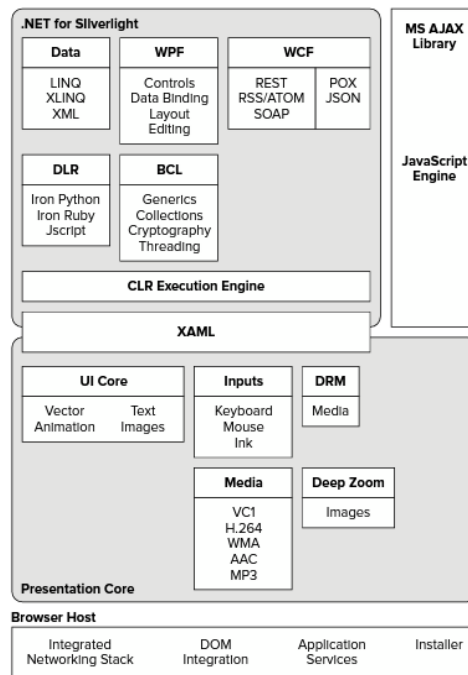 .NET for Silverlight
MS AJAX
Library
JavaScript
Engine
Data
LINQ
XLINQ
XML
WPF
Controls
Data Binding
Layout
Editing
WCF
REST
RSS/ATOM
SOAP
POX
JSON
DLR
Iron Python
Iron Ruby
Jscript
BCL
Generics
Collections
Cryptography
Threading
CLR Execution Engine
XAML
UI Core
Vector
Animation
Text
Images
Inputs
Keyboard
Mouse
Ink
DRM
Media
Media
VC1
H.264
WMA
AAC
MP3
Deep Zoom
Images
Presentation Core
Browser Host
Integrated
Networking Stack
DOM
Integration
Application
Services
Installer